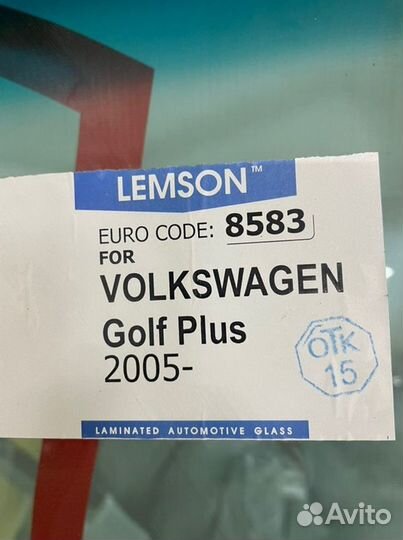 LEMSON™
EURO CODE: 8583
FOR
VOLKSWAGEN
Golf Plus
2005-
ОТК
15
LAMINATED AUTOMOTIVE GLASS
Avito